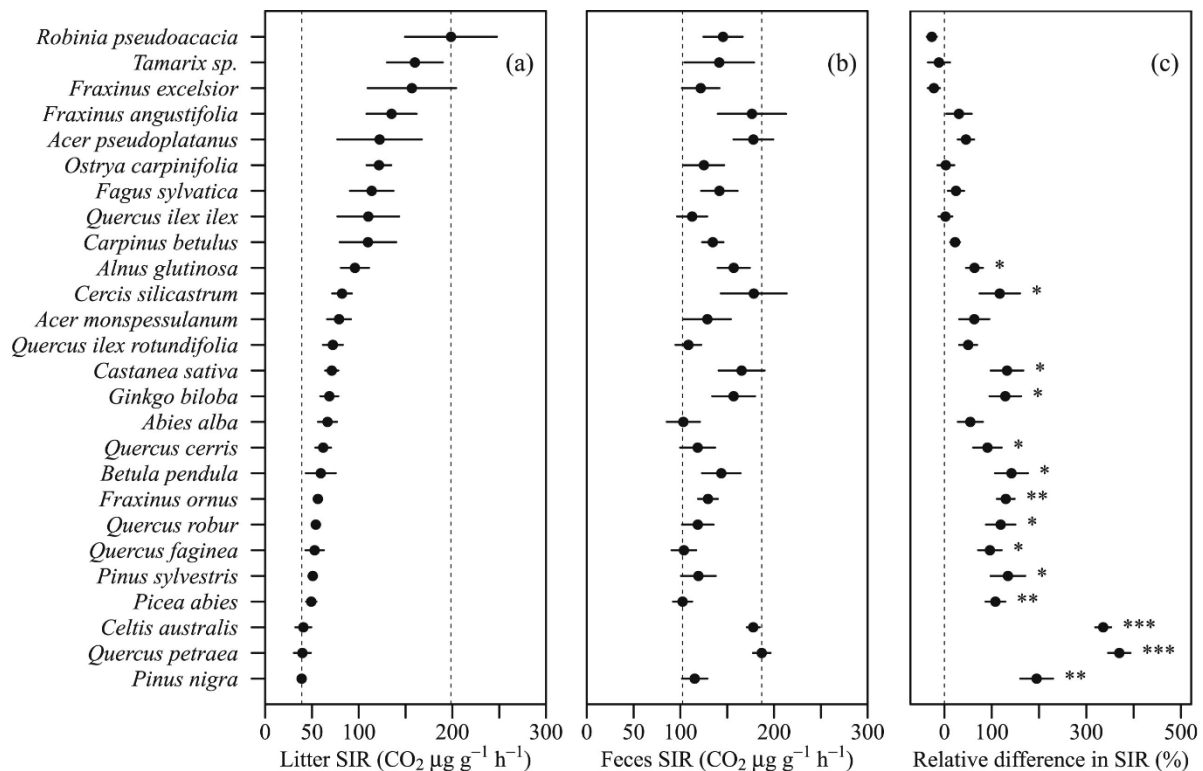 Robinia pseudoacacia
Tamarix sp.
Fraxinus excelsior
Fraxinus angustifolia
Acer pseudoplatanus
Ostrya carpinifolia
Fagus sylvatica
Quercus ilex ilex
Carpinus betulus
Alnus glutinosa
Cercis silicastrum
Acer monspessulanum
Quercus ilex rotundifolia
Castanea sativa
Ginkgo biloba
Abies alba
Quercus cerris
Betula pendula
Fraxinus ornus
Quercus robur
Quercus faginea
Pinus sylvestris
Picea abies
Celtis australis
Quercus petraea
Pinus nigra
(a)
0 50 100 200 300
Litter SIR (CO₂ µg g⁻¹ h⁻¹)
(b)
0 100 200 300
Feces SIR (CO₂ µg g⁻¹ h⁻¹)
(c)
*
*
*
*
*
*
**
*
*
*
**
***
***
**
0 100 200 300 500
Relative difference in SIR (%)